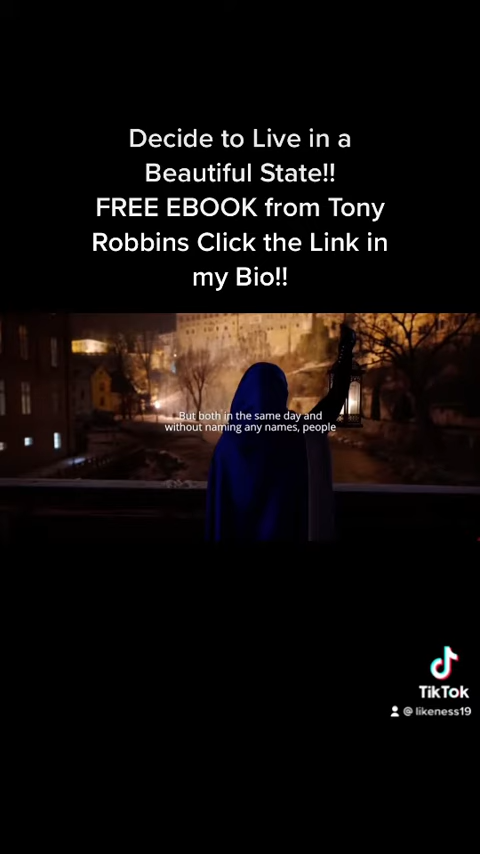 Decide to Live in a
Beautiful State!!
FREE EBOOK from Tony
Robbins Click the Link in
my Bio!!
But both in the same day and
without naming any names, people
TikTok
@ likeness19